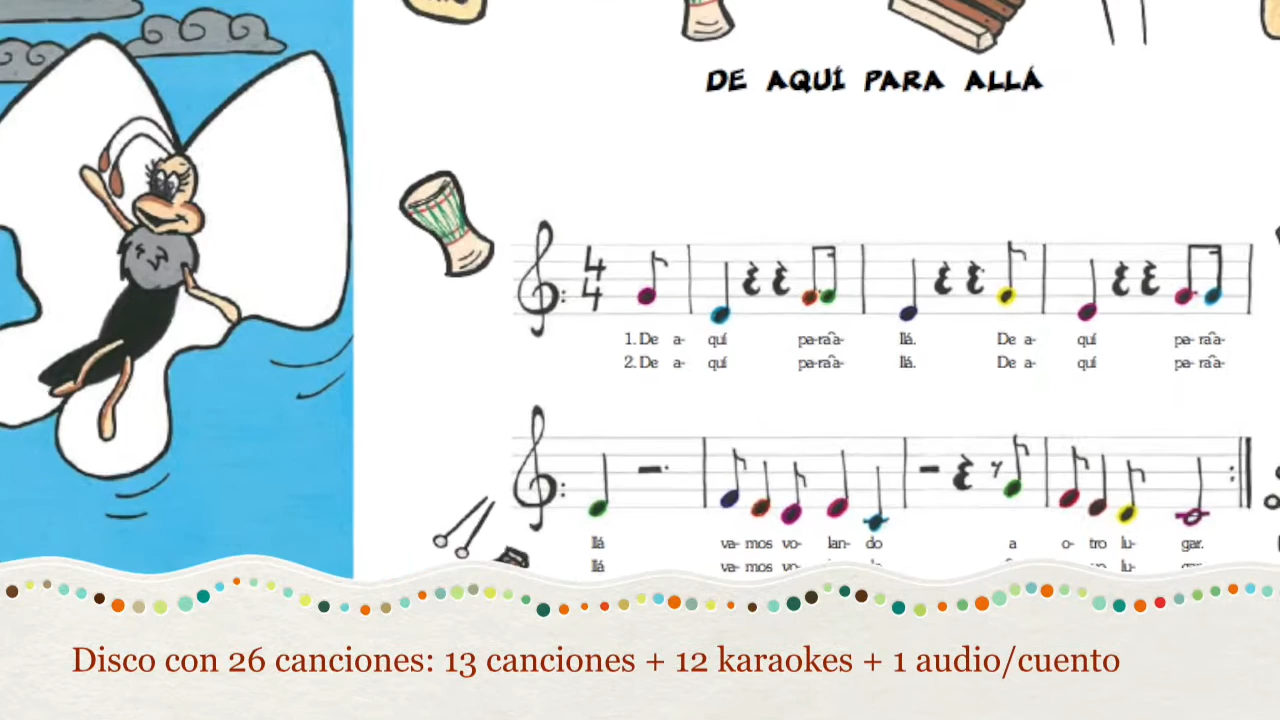 DE AQUÍ PARA ALLÁ
1. De a- quí pa-ra͡a- llá. De a- quí pa- ra͡a-
2. De a- quí pa-ra͡a- llá. De a- quí pa- ra͡a-
llá va- mos vo- lan- do a o- tro lu- gar.
llá va- mos vo- lu-
Disco con 26 canciones: 13 canciones + 12 karaokes + 1 audio/cuento